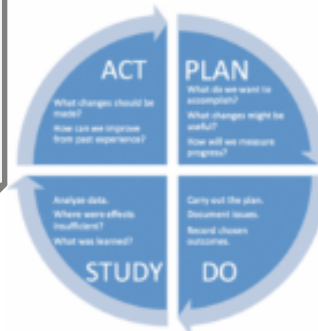 ACT
What changes should be
made?
How can we improve
from past experience?
PLAN
What do we want to
accomplish?
What changes might be
useful?
How will we measure
progress?
Analyze data.
Where were effects
insufficient?
What was learned?
STUDY
Carry out the plan.
Document issues.
Record chosen
outcomes.
DO